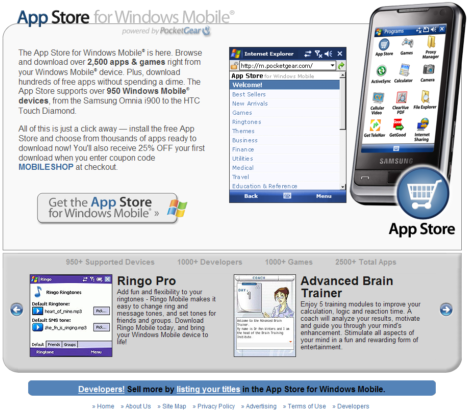 App Store for Windows Mobile®
powered by PocketGear
The App Store for Windows Mobile® is here. Browse
and download over 2,500 apps & games right from
your Windows Mobile® device. Plus, download
hundreds of free apps without spending a dime. The
App Store supports over 950 Windows Mobile®
devices, from the Samsung Omnia i900 to the HTC
Touch Diamond.
All of this is just a click away — install the free App
Store and choose from thousands of apps ready to
download now! You'll also receive 25% OFF your first
download when you enter coupon code
MOBILESHOP at checkout.
Get the App Store
for Windows Mobile® »
Internet Explorer
http://m.pocketgear.com/
App Store for Windows Mobile
Welcome!
Best Sellers
New Arrivals
Games
Ringtones
Themes
Business
Finance
Utilities
Medical
Travel
Education & Reference
Back Menu
Programs
App Store Games Proxy Manager
ActiveSync Calculator Camera
Cellular Viewer ClearVue PDF File Explorer
Get TeleNav GetGood Internet Sharing
SAMSUNG
App Store
950+ Supported Devices 1000+ Developers 1000+ Games 2500+ Total Apps
Ringo
Ringo Ringtones
Default Ringtone:
heart_of_mine.mp3 Pick...
Default SMS tone:
Pick...
Default Friends Groups
Ringtone Menu
Ringo Pro
Add fun and flexibility to your
ringtones - Ringo Mobile makes it
easy to change ring and
message tones, and set tones for
friends and groups. Download
Ringo Mobile today, and bring
your Windows Mobile device to
life!
COACH
Advanced Brain
Trainer
Enjoy 5 training modules to improve your
calculation, logic and reaction time. A
coach will analyze your results, motivate
and guide you through your mind's
enhancement. Stimulate all aspects of
your mind in a fun and rewarding form of
entertainment.
Developers! Sell more by listing your titles in the App Store for Windows Mobile.
» Home » About Us » Site Map » Privacy Policy » Advertising » Terms of Use » Developers